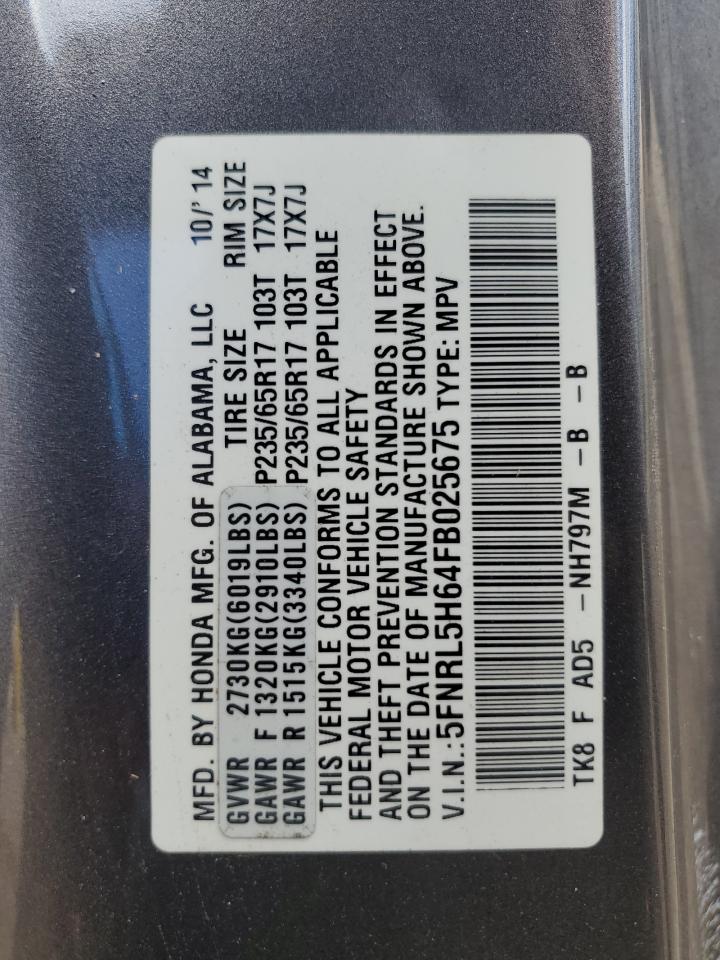 MFD. BY HONDA MFG. OF ALABAMA, LLC 10/'14
GVWR 2730KG(6019LBS) TIRE SIZE RIM SIZE
GAWR F 1320KG(2910LBS) P235/65R17 103T 17X7J
GAWR R 1515KG(3340LBS) P235/65R17 103T 17X7J
THIS VEHICLE CONFORMS TO ALL APPLICABLE
FEDERAL MOTOR VEHICLE SAFETY
AND THEFT PREVENTION STANDARDS IN EFFECT
ON THE DATE OF MANUFACTURE SHOWN ABOVE.
V.I.N.:5FNRL5H64FB025675 TYPE: MPV
TK8 F AD5 -NH797M -B -B